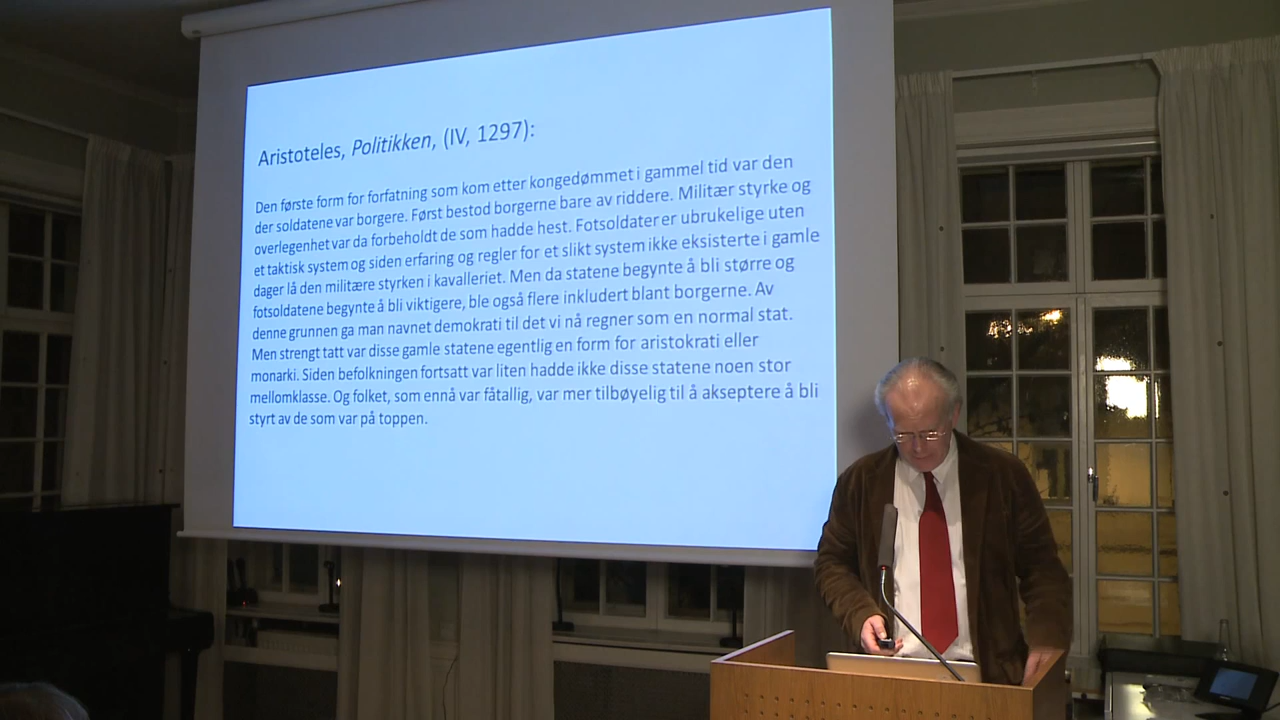 Aristoteles, Politikken, (IV, 1297):
Den første form for forfatning som kom etter kongedømmet i gammel tid var den
der soldatene var borgere. Først bestod borgerne bare av riddere. Militær styrke og
overlegenhet var da forbeholdt de som hadde hest. Fotsoldater er ubrukelige uten
et taktisk system og siden erfaring og regler for et slikt system ikke eksisterte i gamle
dager lå den militære styrken i kavalleriet. Men da statene begynte å bli større og
fotsoldatene begynte å bli viktigere, ble også flere inkludert blant borgerne. Av
denne grunnen ga man navnet demokrati til det vi nå regner som en normal stat.
Men strengt tatt var disse gamle statene egentlig en form for aristokrati eller
monarki. Siden befolkningen fortsatt var liten hadde ikke disse statene noen stor
mellomklasse. Og folket, som ennå var fåtallig, var mer tilbøyelig til å akseptere å bli
styrt av de som var på toppen.